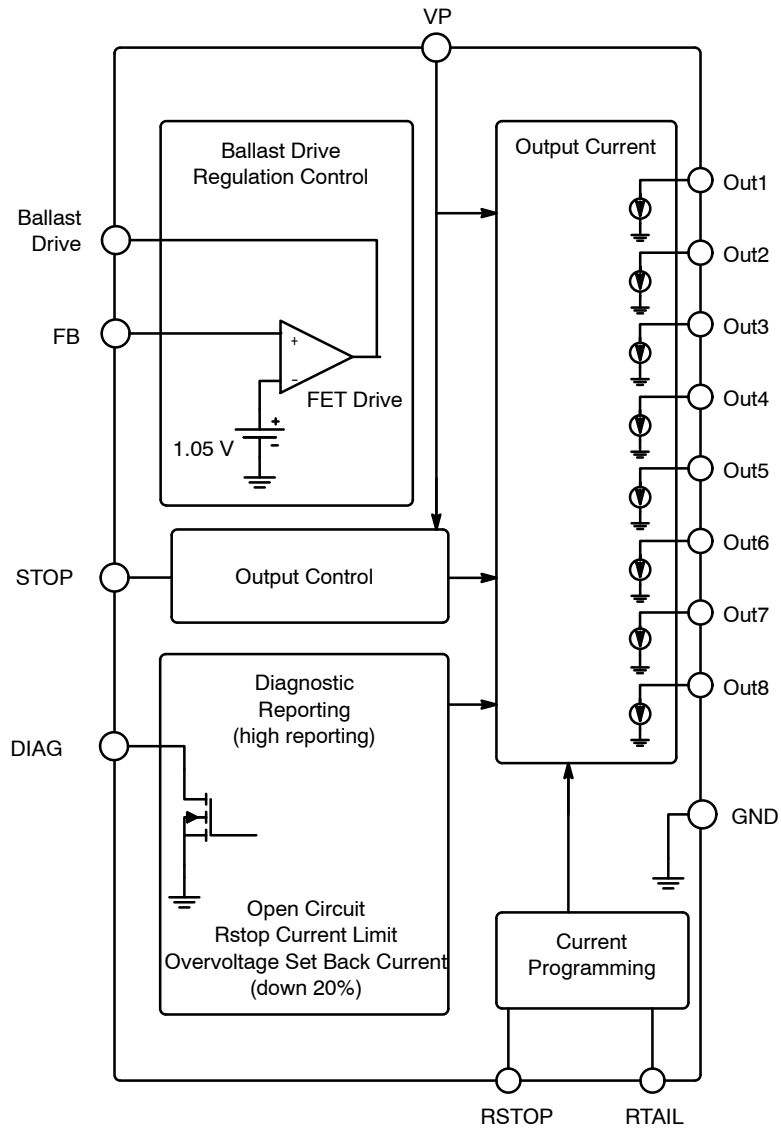 VP
Ballast Drive
Regulation Control
Output Current
Out1
Ballast
Drive
Out2
FB
Out3
+
−
FET Drive
Out4
+
1.05 V
-
Out5
Out6
STOP
Output Control
Out7
Diagnostic
Reporting
(high reporting)
Out8
DIAG
GND
Open Circuit
Rstop Current Limit
Overvoltage Set Back Current
(down 20%)
Current
Programming
RSTOP
RTAIL